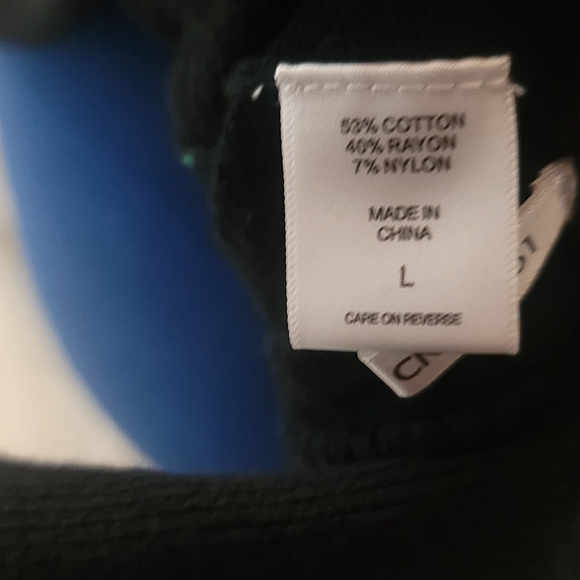 53% COTTON
40% RAYON
7% NYLON
MADE IN
CHINA
L
CARE ON REVERSE